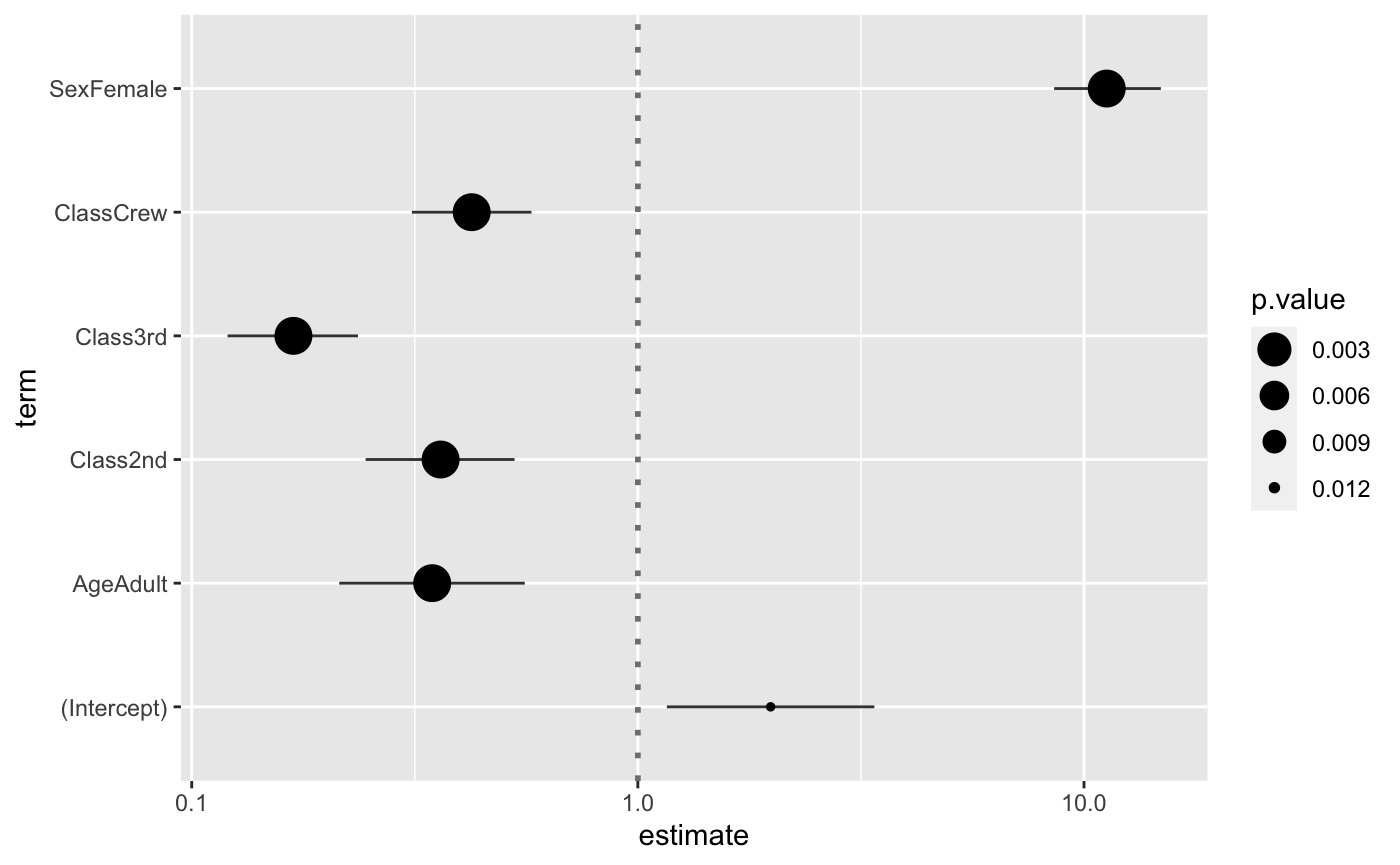 SexFemale
ClassCrew
Class3rd
Class2nd
AgeAdult
(Intercept)
term
0.1
1.0
10.0
estimate
p.value
0.003
0.006
0.009
0.012